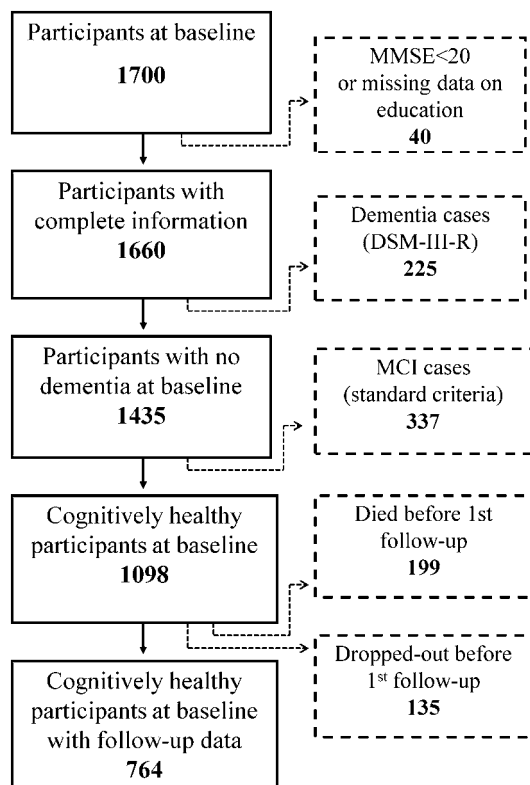 Participants at baseline
1700
MMSE<20
or missing data on
education
40
Participants with
complete information
1660
Dementia cases
(DSM-III-R)
225
Participants with no
dementia at baseline
1435
MCI cases
(standard criteria)
337
Cognitively healthy
participants at baseline
1098
Died before 1st
follow-up
199
Dropped-out before
1st follow-up
135
Cognitively healthy
participants at baseline
with follow-up data
764